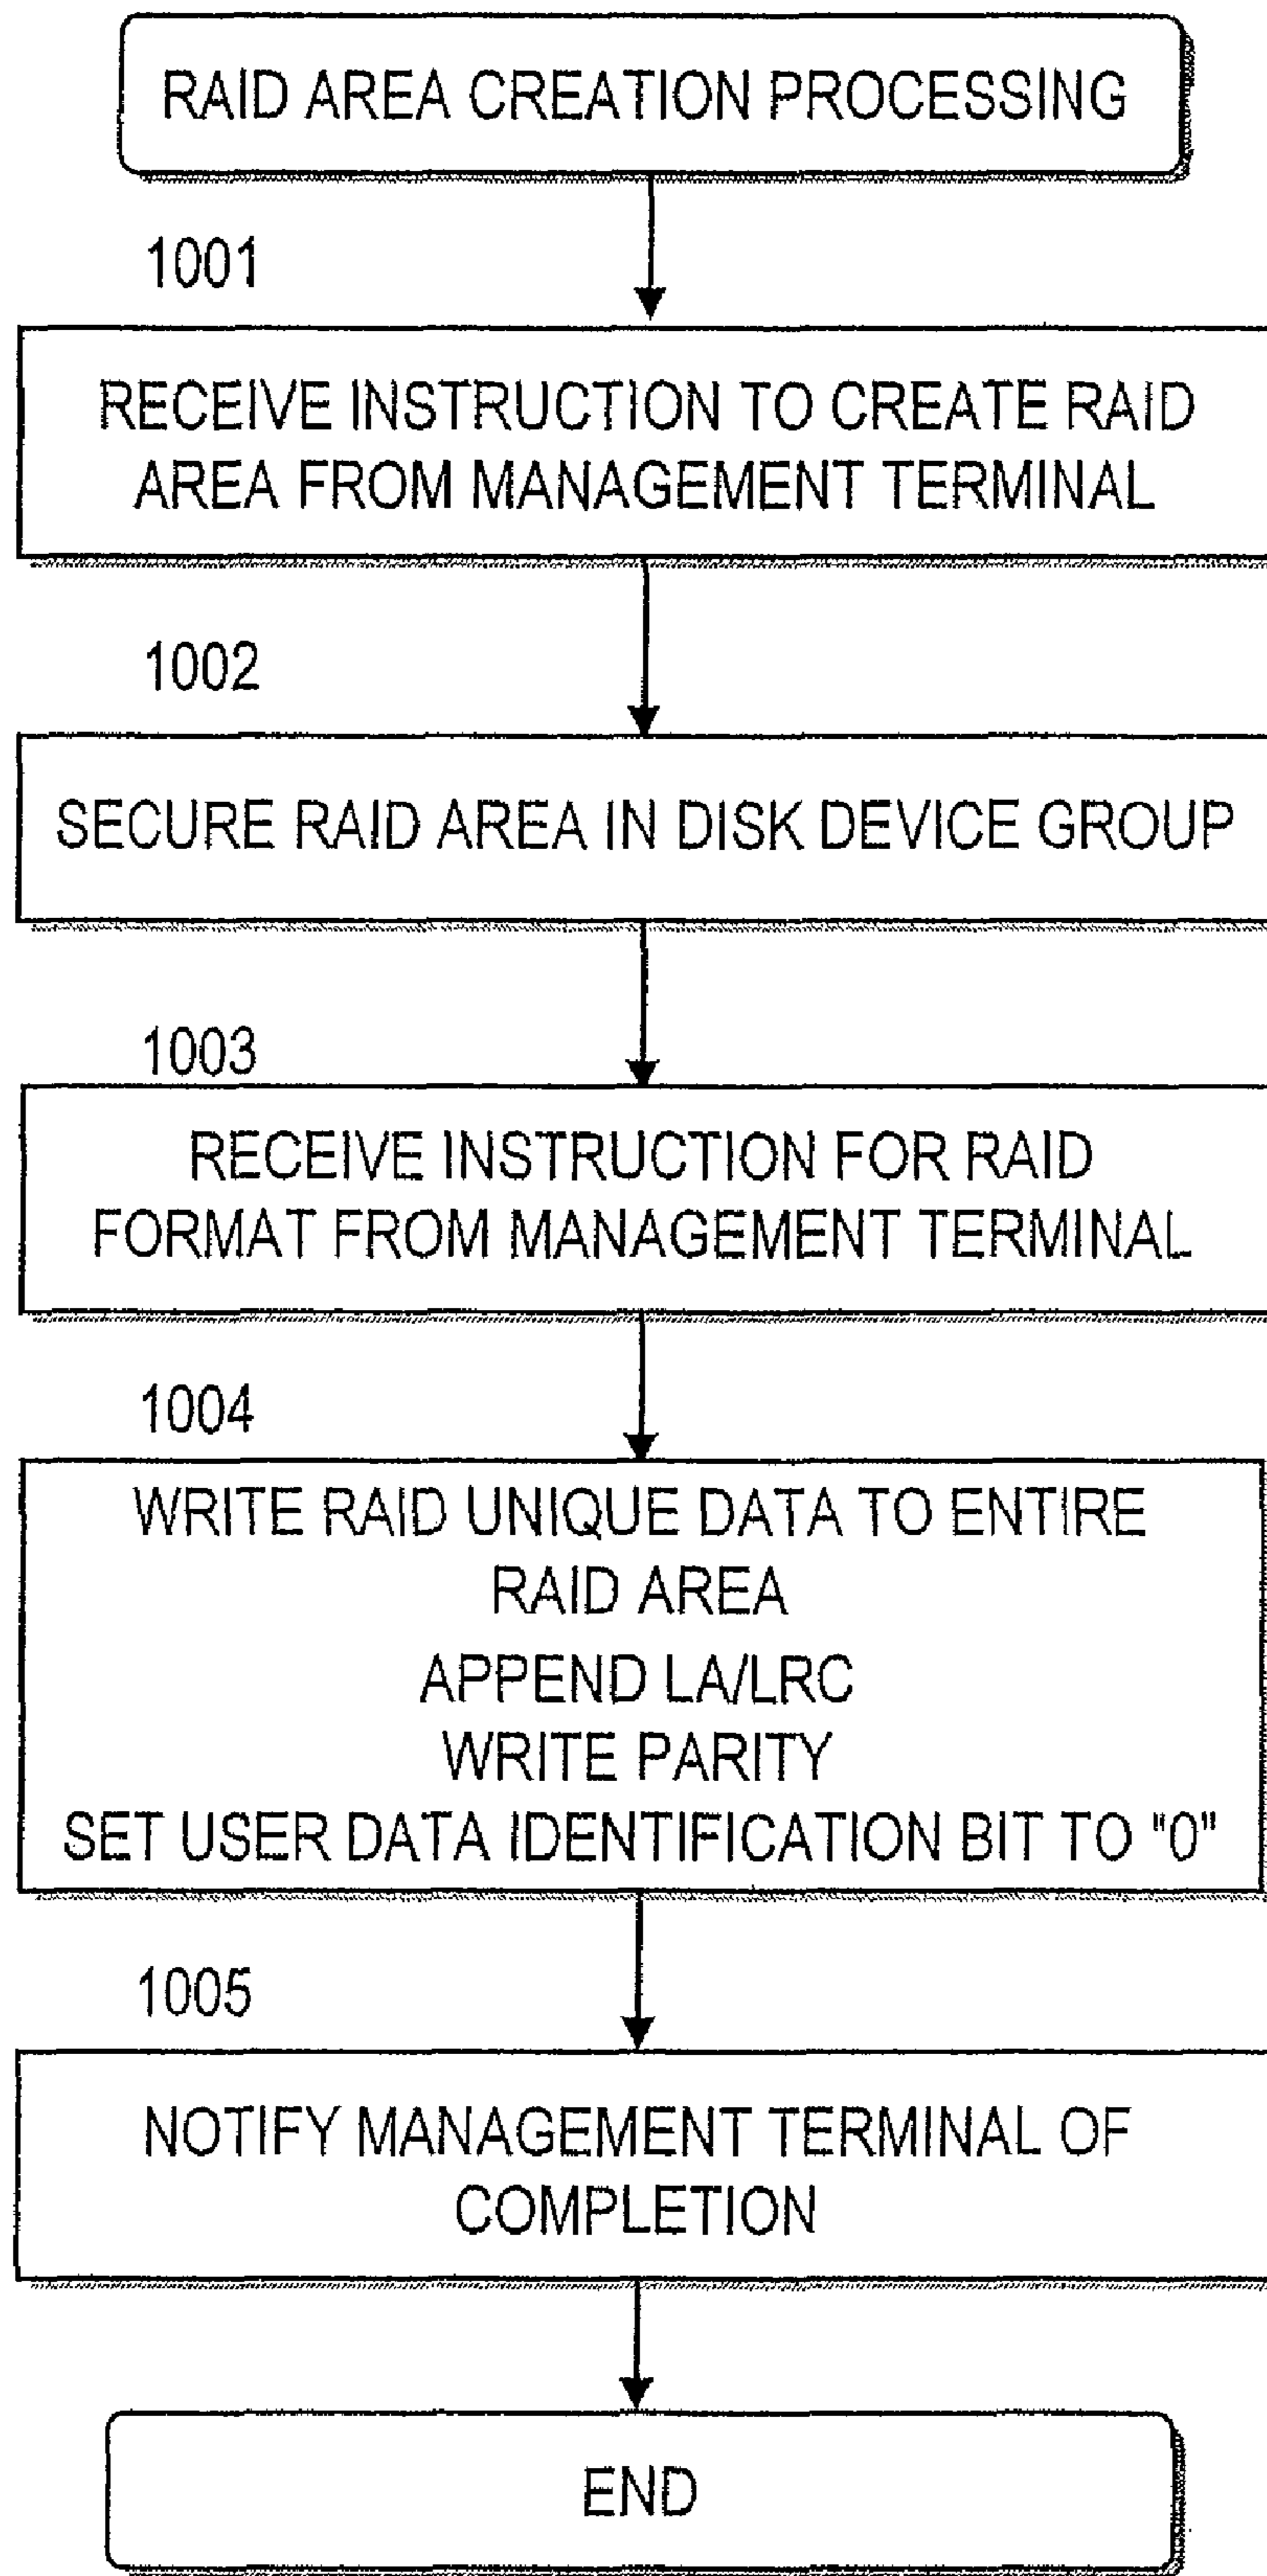 RAID AREA CREATION PROCESSING
1001
RECEIVE INSTRUCTION TO CREATE RAID
AREA FROM MANAGEMENT TERMINAL
1002
SECURE RAID AREA IN DISK DEVICE GROUP
1003
RECEIVE INSTRUCTION FOR RAID
FORMAT FROM MANAGEMENT TERMINAL
1004
WRITE RAID UNIQUE DATA TO ENTIRE
RAID AREA
APPEND LA/LRC
WRITE PARITY
SET USER DATA IDENTIFICATION BIT TO "0"
1005
NOTIFY MANAGEMENT TERMINAL OF
COMPLETION
END